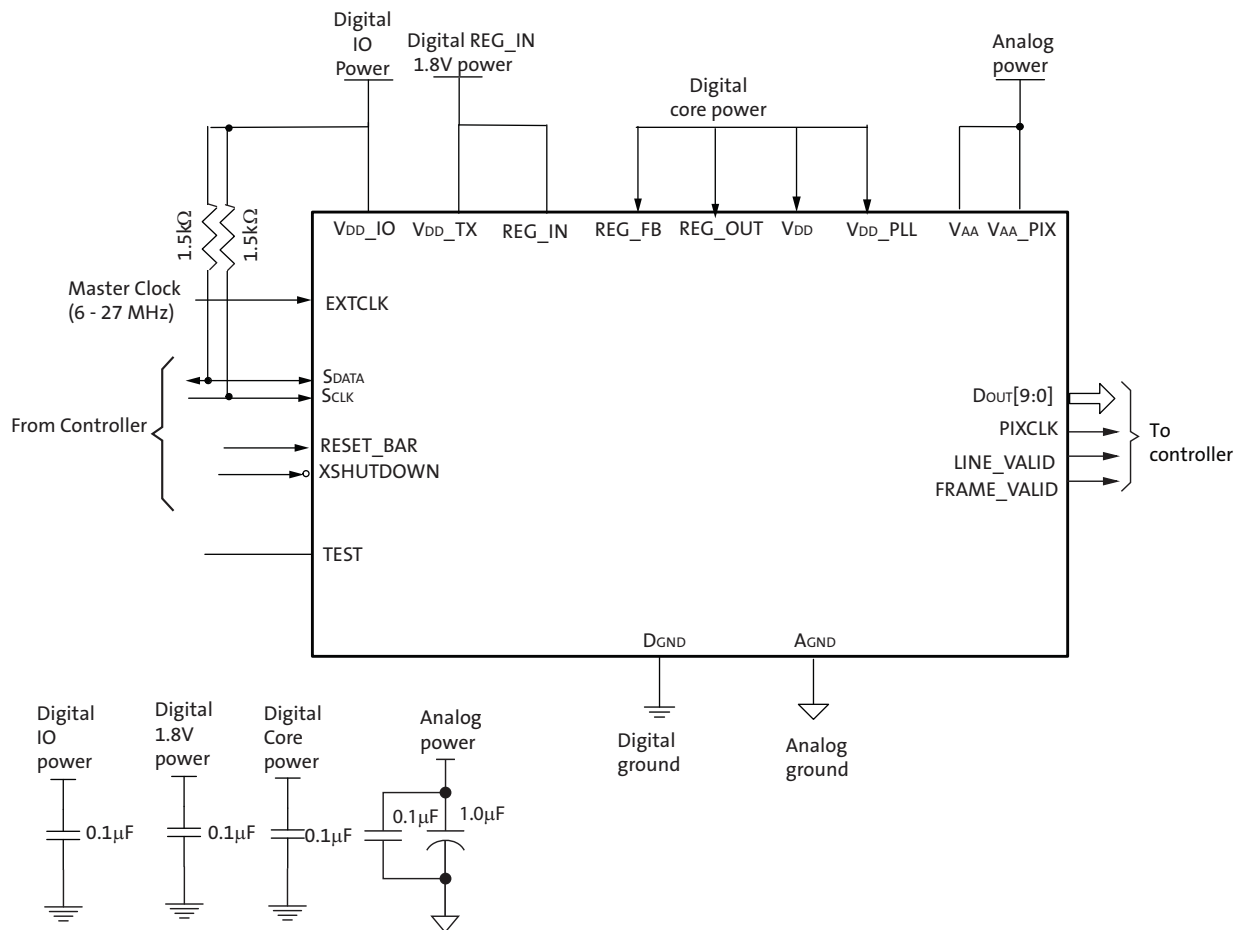 Digital
IO
Power
Digital REG_IN
1.8V power
Digital
core power
Analog
power
1.5kΩ
1.5kΩ
VDD_IO
VDD_TX
REG_IN
REG_FB
REG_OUT
VDD
VDD_PLL
VAA
VAA_PIX
Master Clock
(6 - 27 MHz)
EXTCLK
From Controller
SDATA
SCLK
RESET_BAR
XSHUTDOWN
TEST
DOUT[9:0]
PIXCLK
LINE_VALID
FRAME_VALID
To
controller
DGND
AGND
Digital
ground
Analog
ground
Digital
IO
power
0.1μF
Digital
1.8V
power
0.1μF
Digital
Core
power
0.1μF
Analog
power
0.1μF
1.0μF